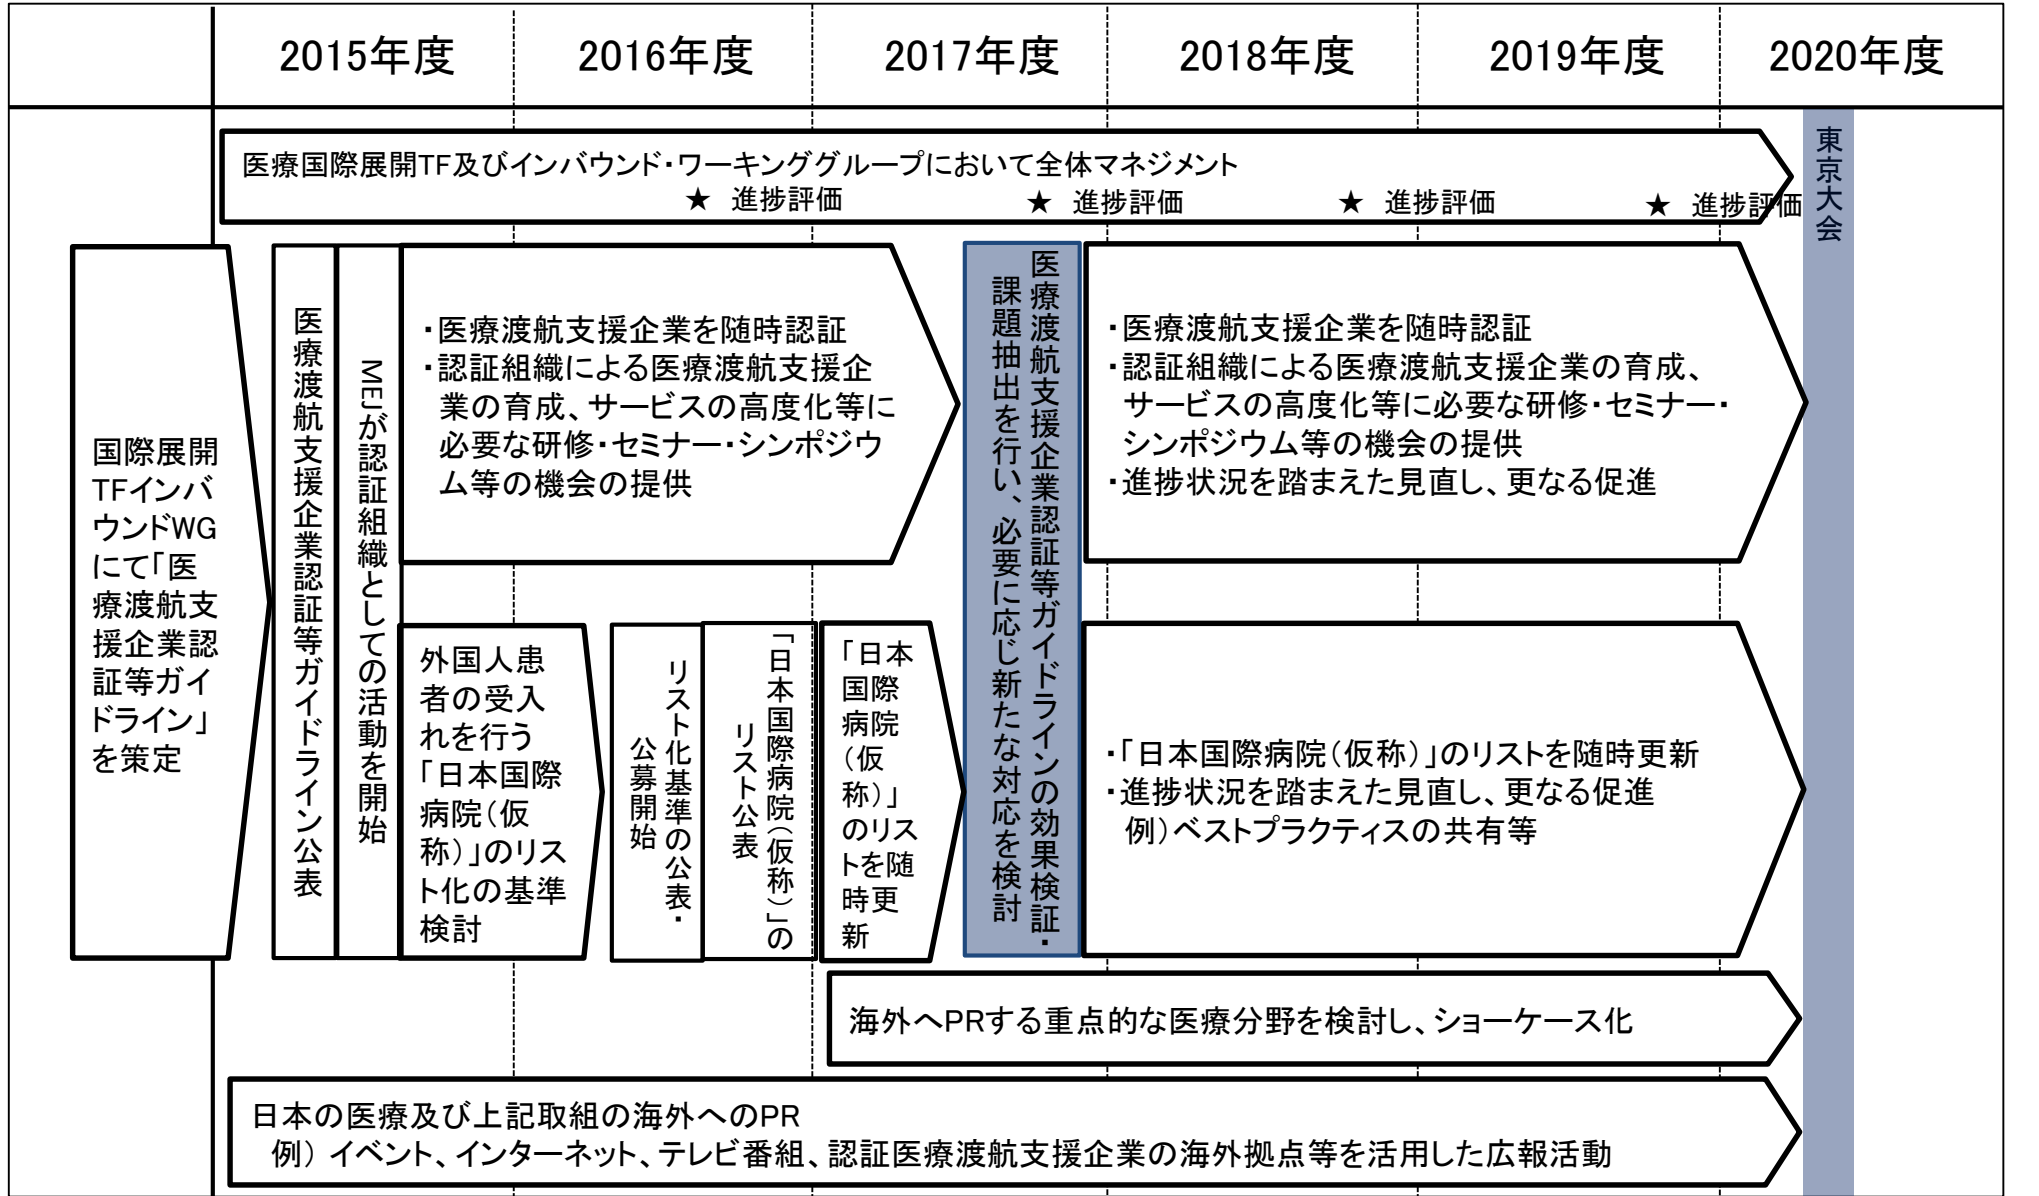 2015年度
2016年度
2017年度
2018年度
2019年度
2020年度
医療国際展開TF及びインバウンド・ワーキンググループにおいて全体マネジメント
★ 進捗評価
★ 進捗評価
★ 進捗評価
★ 進捗評価
東京大会
国際展開
TFインバ
ウンドWG
にて「医
療渡航支
援企業認
証等ガイ
ドライン」
を策定
医療渡航支援企業認証等ガイドライン公表
MEJが認証組織としての活動を開始
・医療渡航支援企業を随時認証
・認証組織による医療渡航支援企
業の育成、サービスの高度化等に
必要な研修・セミナー・シンポジウ
ム等の機会の提供
外国人患
者の受入
れを行う
「日本国際
病院(仮
称)」のリス
ト化の基準
検討
リスト化基準の公表・
公募開始
「日本国際病院(仮称)」の
リスト公表
「日本
国際
病院
(仮
称)」
のリス
トを随
時更
新
医療渡航支援企業認証等ガイドラインの効果検証・
課題抽出を行い、必要に応じ新たな対応を検討
・医療渡航支援企業を随時認証
・認証組織による医療渡航支援企業の育成、
サービスの高度化等に必要な研修・セミナー・
シンポジウム等の機会の提供
・進捗状況を踏まえた見直し、更なる促進
・「日本国際病院(仮称)」のリストを随時更新
・進捗状況を踏まえた見直し、更なる促進
例)ベストプラクティスの共有等
海外へPRする重点的な医療分野を検討し、ショーケース化
日本の医療及び上記取組の海外へのPR
例) イベント、インターネット、テレビ番組、認証医療渡航支援企業の海外拠点等を活用した広報活動